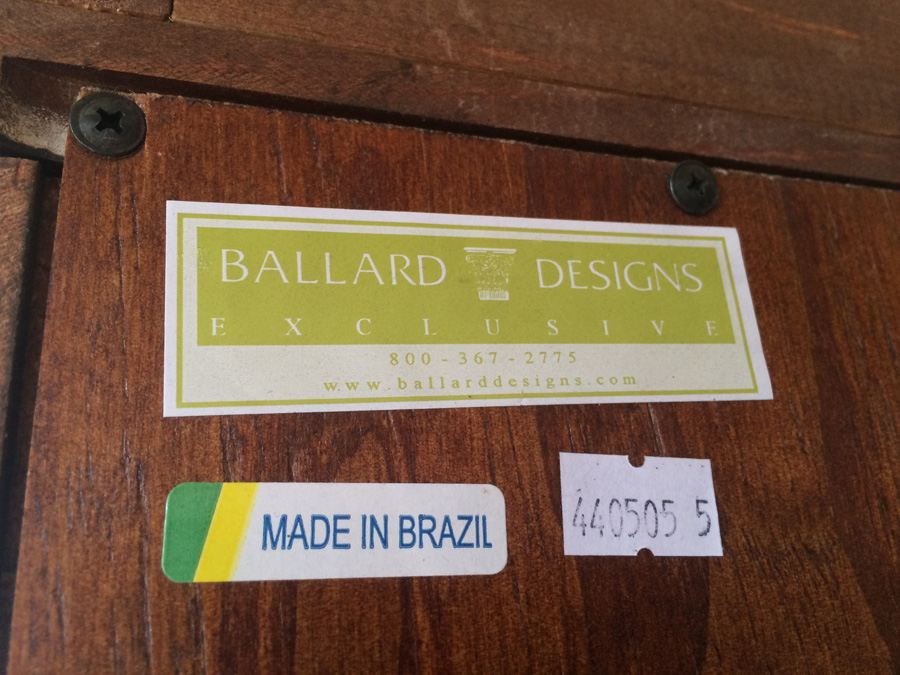 BALLARD DESIGNS
EXCLUSIVE
800-367-2775
www.ballarddesigns.com
MADE IN BRAZIL
440505 5